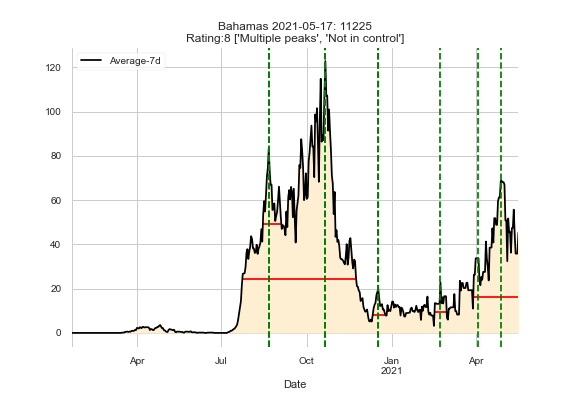 Bahamas 2021-05-17: 11225
Rating:8 ['Multiple peaks', 'Not in control']
Average-7d
120
100
80
60
40
20
0
Apr
Jul
Oct
Jan
2021
Apr
Date